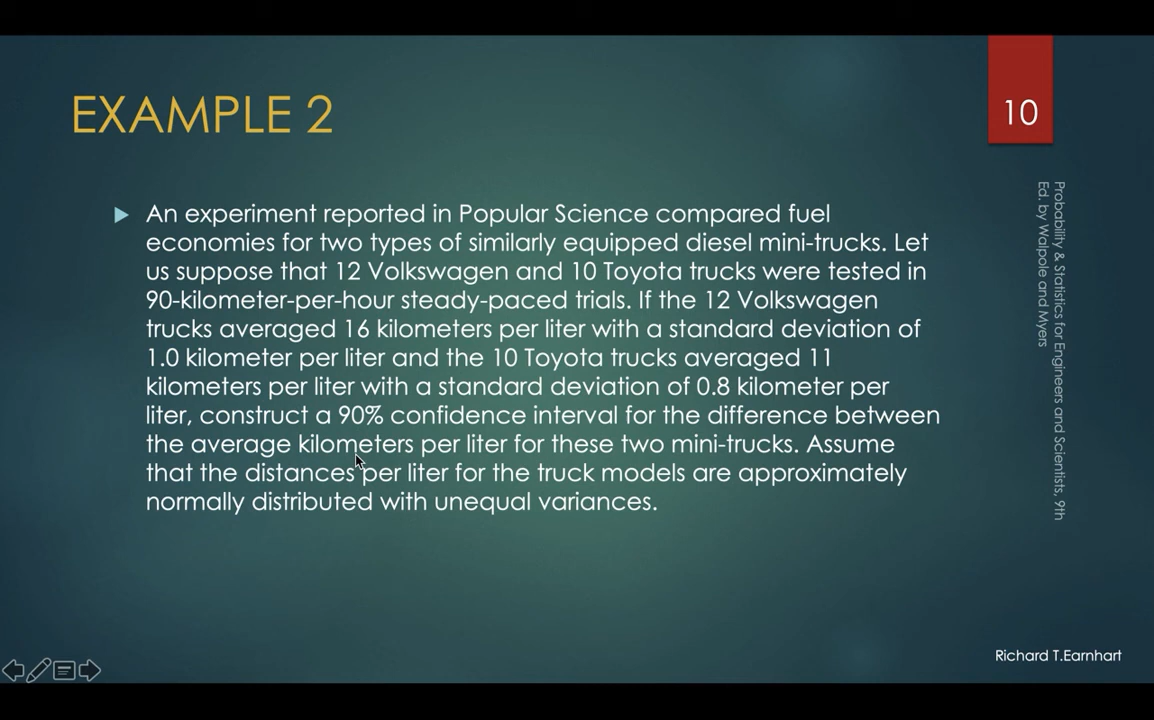 EXAMPLE 2
10
An experiment reported in Popular Science compared fuel
economies for two types of similarly equipped diesel mini-trucks. Let
us suppose that 12 Volkswagen and 10 Toyota trucks were tested in
90-kilometer-per-hour steady-paced trials. If the 12 Volkswagen
trucks averaged 16 kilometers per liter with a standard deviation of
1.0 kilometer per liter and the 10 Toyota trucks averaged 11
kilometers per liter with a standard deviation of 0.8 kilometer per
liter, construct a 90% confidence interval for the difference between
the average kilometers per liter for these two mini-trucks. Assume
that the distances per liter for the truck models are approximately
normally distributed with unequal variances.
Probability & Statistics for Engineers and Scientists, 9th
Ed. by Walpole and Myers
Richard T.Earnhart